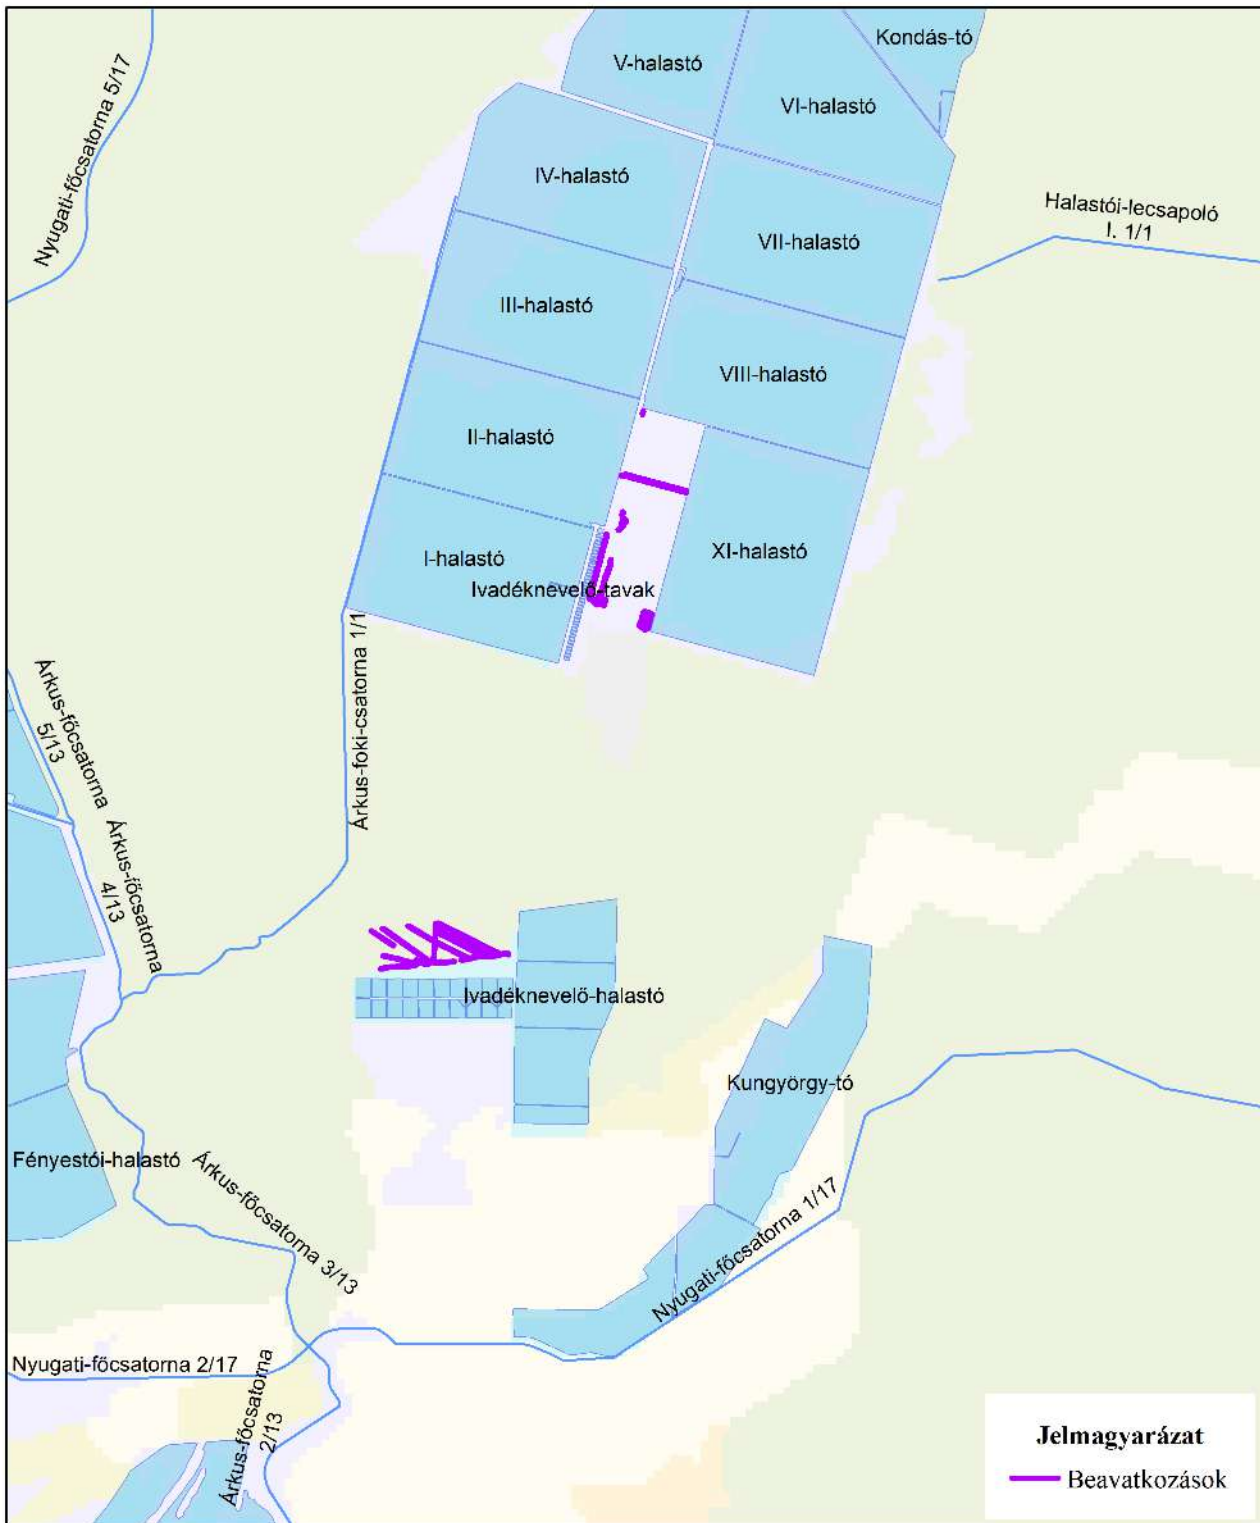 Kondás-tó
V-halastó
VI-halastó
Nyugati-főcsatorna 5/17
IV-halastó
Halastói-lecsapoló
I. 1/1
VII-halastó
III-halastó
VIII-halastó
II-halastó
XI-halastó
I-halastó
Ivadéknevelő-tavak
Árkus-foki-csatorna 1/1
Árkus-főcsatorna
5/13
Árkus-főcsatorna
4/13
Ivadéknevelő-halastó
Kungyörgy-tó
Fényestói-halastó
Árkus-főcsatorna 3/13
Nyugati-főcsatorna 1/17
Nyugati-főcsatorna 2/17
Árkus-főcsatorna
2/13
Jelmagyarázat
Beavatkozások